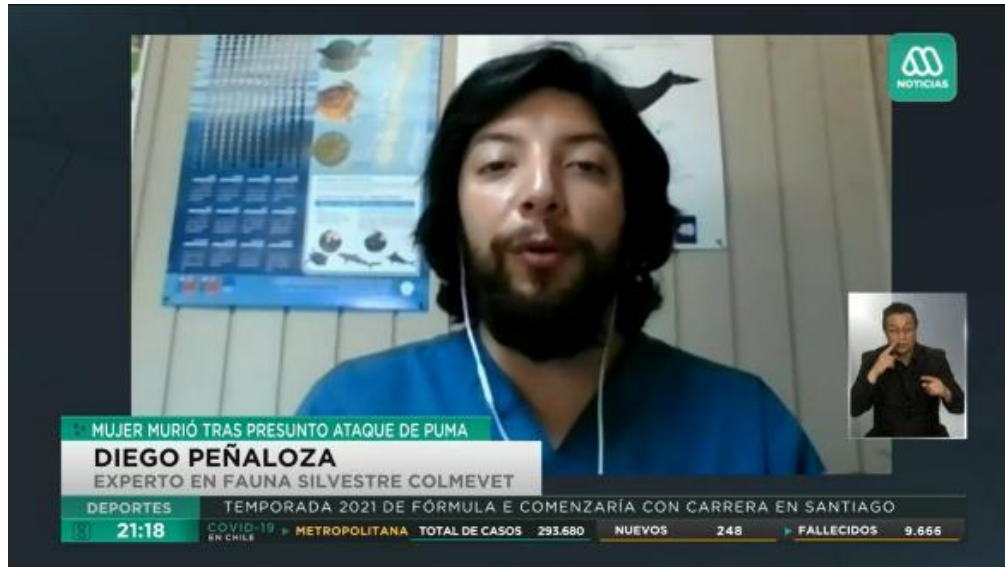 NOTICIAS
MUJER MURIÓ TRAS PRESUNTO ATAQUE DE PUMA
DIEGO PEÑALOZA
EXPERTO EN FAUNA SILVESTRE COLMEVET
DEPORTES TEMPORADA 2021 DE FÓRMULA E COMENZARÍA CON CARRERA EN SANTIAGO
21:18 COVID-19 EN CHILE METROPOLITANA TOTAL DE CASOS 293.680 NUEVOS 248 FALLECIDOS 9.666